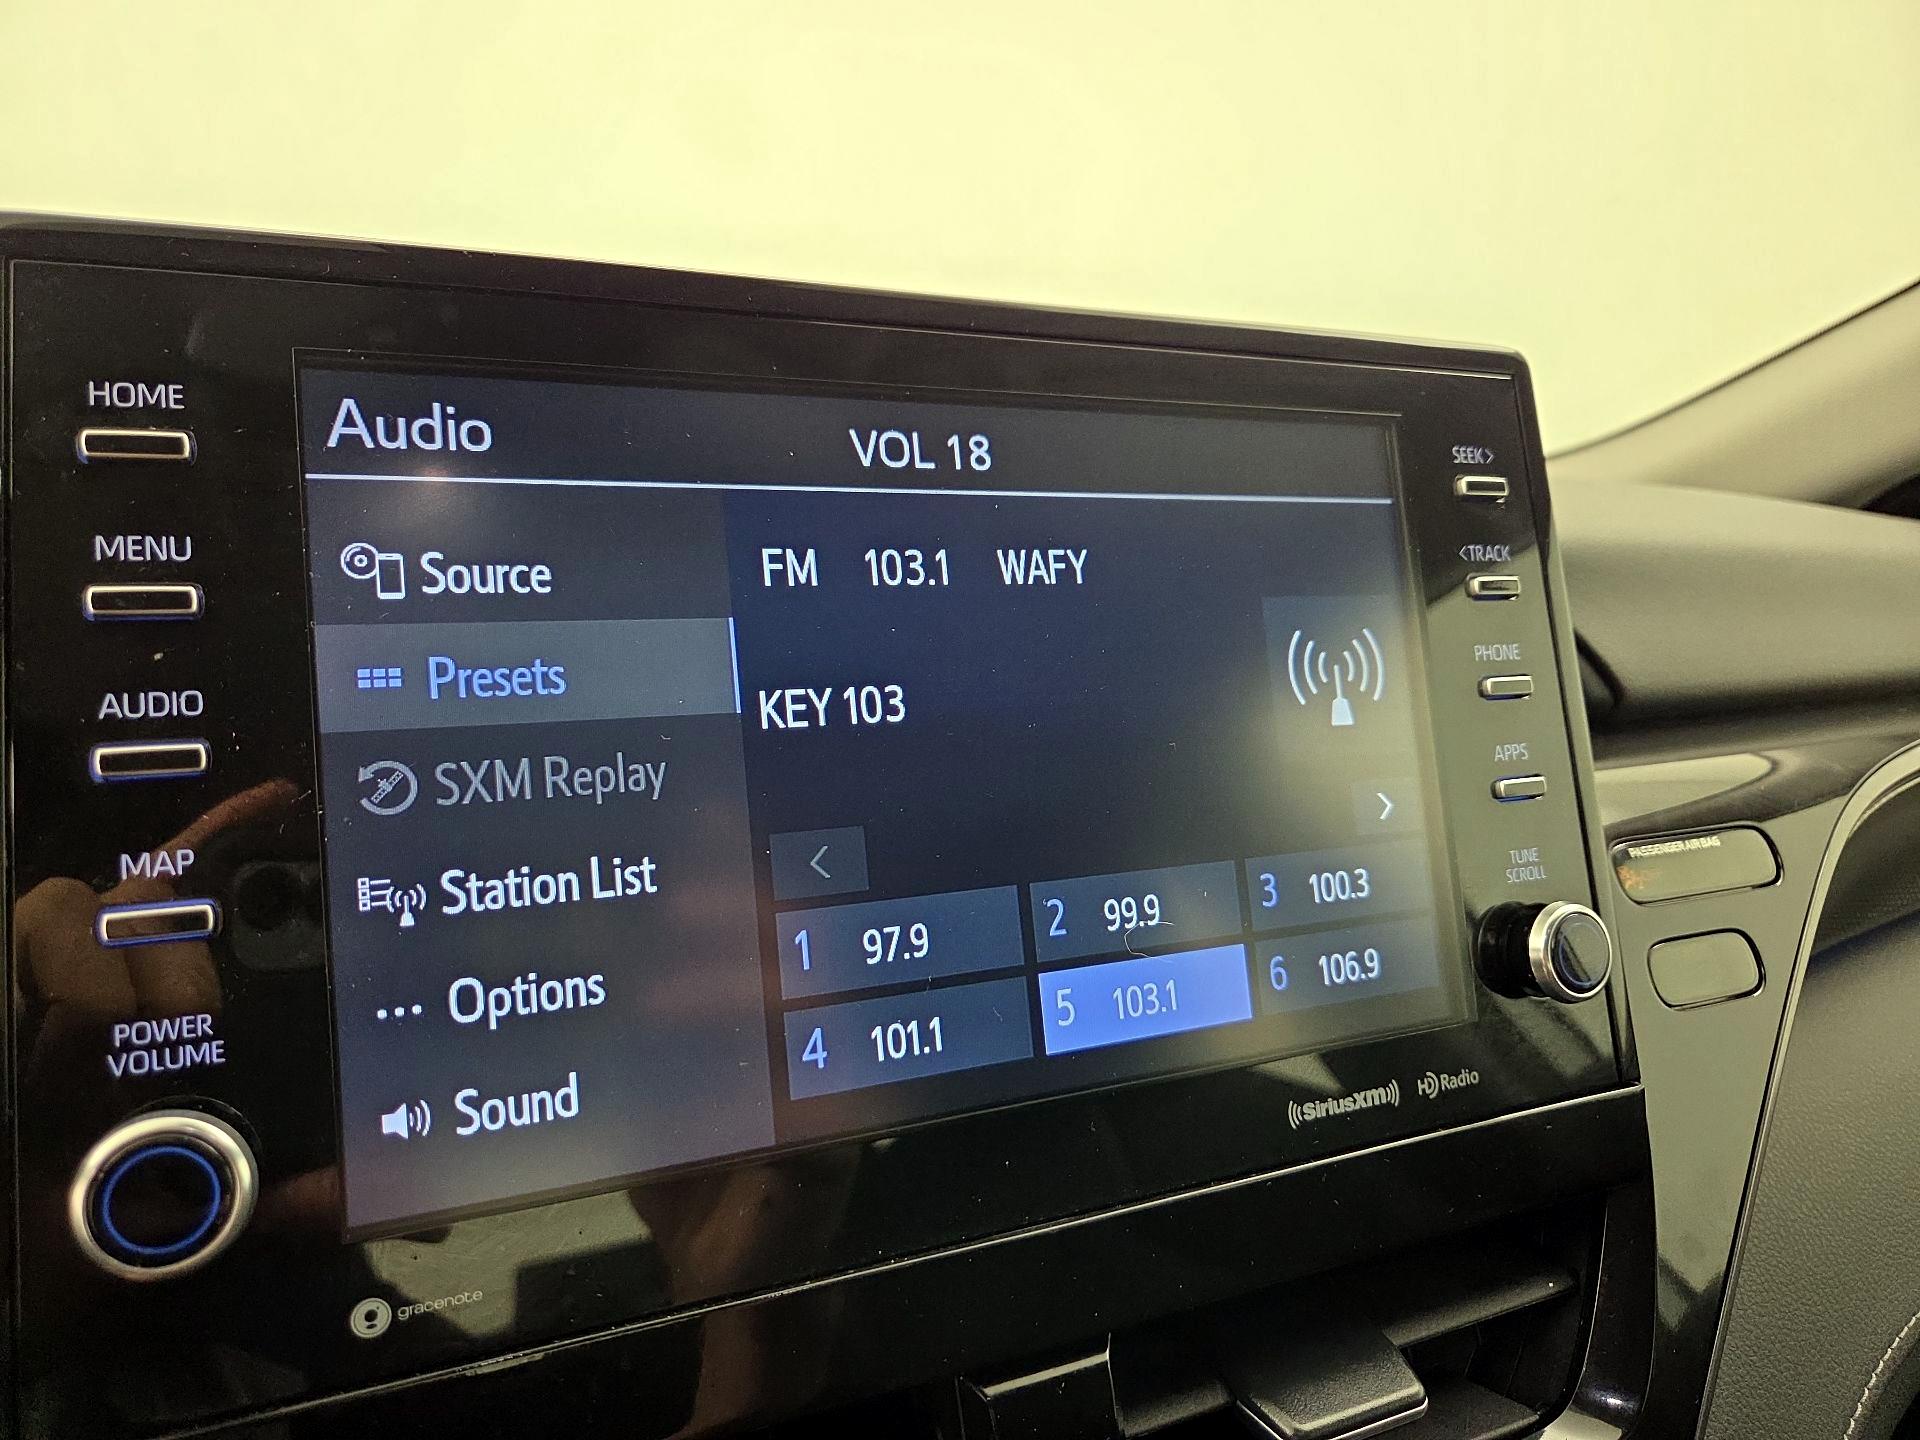 HOME
MENU
AUDIO
MAP
POWER
VOLUME
Audio
VOL 18
Source
Presets
SXM Replay
Station List
... Options
Sound
FM 103.1 WAFY
KEY 103
<
>
1 97.9
2 99.9
3 100.3
4 101.1
5 103.1
6 106.9
gracenote
((SiriusXM))
HD Radio
SEEK>
<TRACK
PHONE
APPS
TUNE
SCROLL
PASSENGER AIR BAG